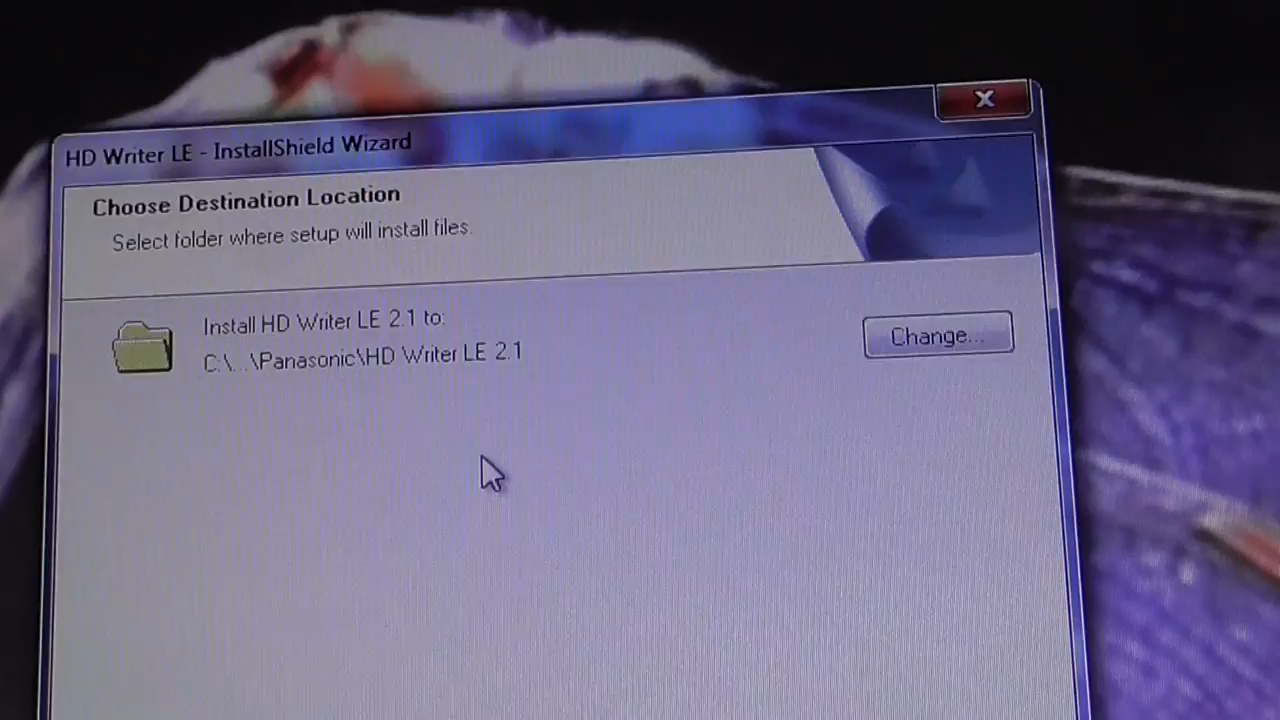 HD Writer LE - InstallShield Wizard
Choose Destination Location
Select folder where setup will install files.
Install HD Writer LE 2.1 to:
C:\...\Panasonic\HD Writer LE 2.1
Change...